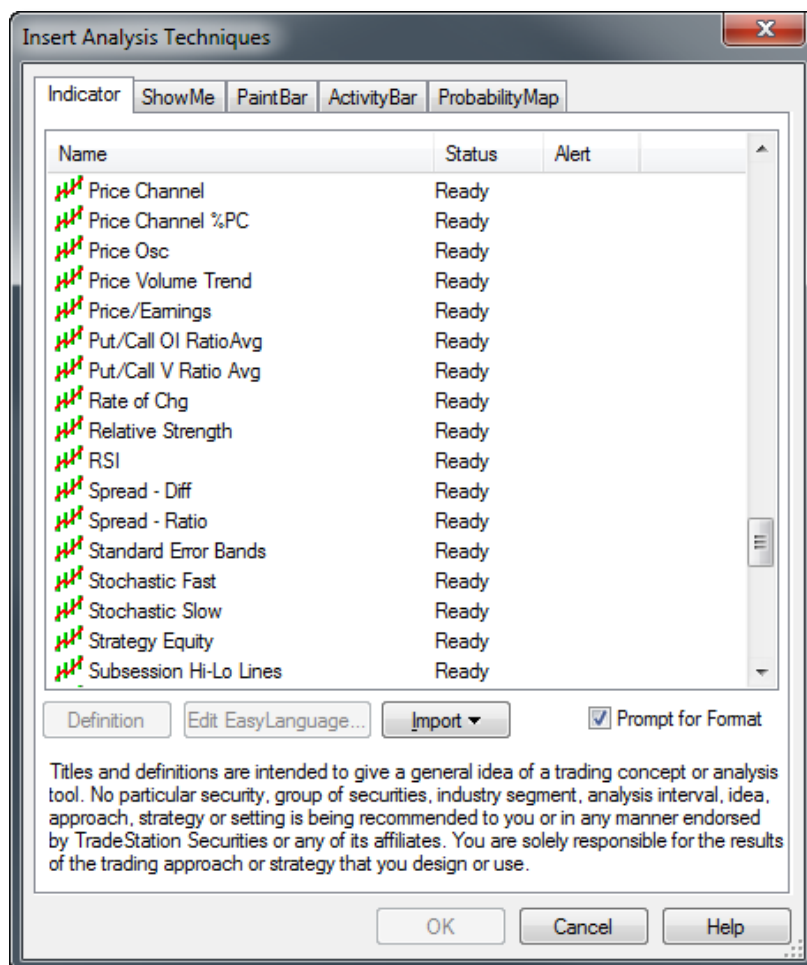 Insert Analysis Techniques
Indicator ShowMe PaintBar ActivityBar ProbabilityMap
Name Status Alert
Price Channel Ready
Price Channel %PC Ready
Price Osc Ready
Price Volume Trend Ready
Price/Earnings Ready
Put/Call OI RatioAvg Ready
Put/Call V Ratio Avg Ready
Rate of Chg Ready
Relative Strength Ready
RSI Ready
Spread - Diff Ready
Spread - Ratio Ready
Standard Error Bands Ready
Stochastic Fast Ready
Stochastic Slow Ready
Strategy Equity Ready
Subsession Hi-Lo Lines Ready
Definition Edit EasyLanguage... Import Prompt for Format
Titles and definitions are intended to give a general idea of a trading concept or analysis
tool. No particular security, group of securities, industry segment, analysis interval, idea,
approach, strategy or setting is being recommended to you or in any manner endorsed
by TradeStation Securities or any of its affiliates. You are solely responsible for the results
of the trading approach or strategy that you design or use.
OK Cancel Help